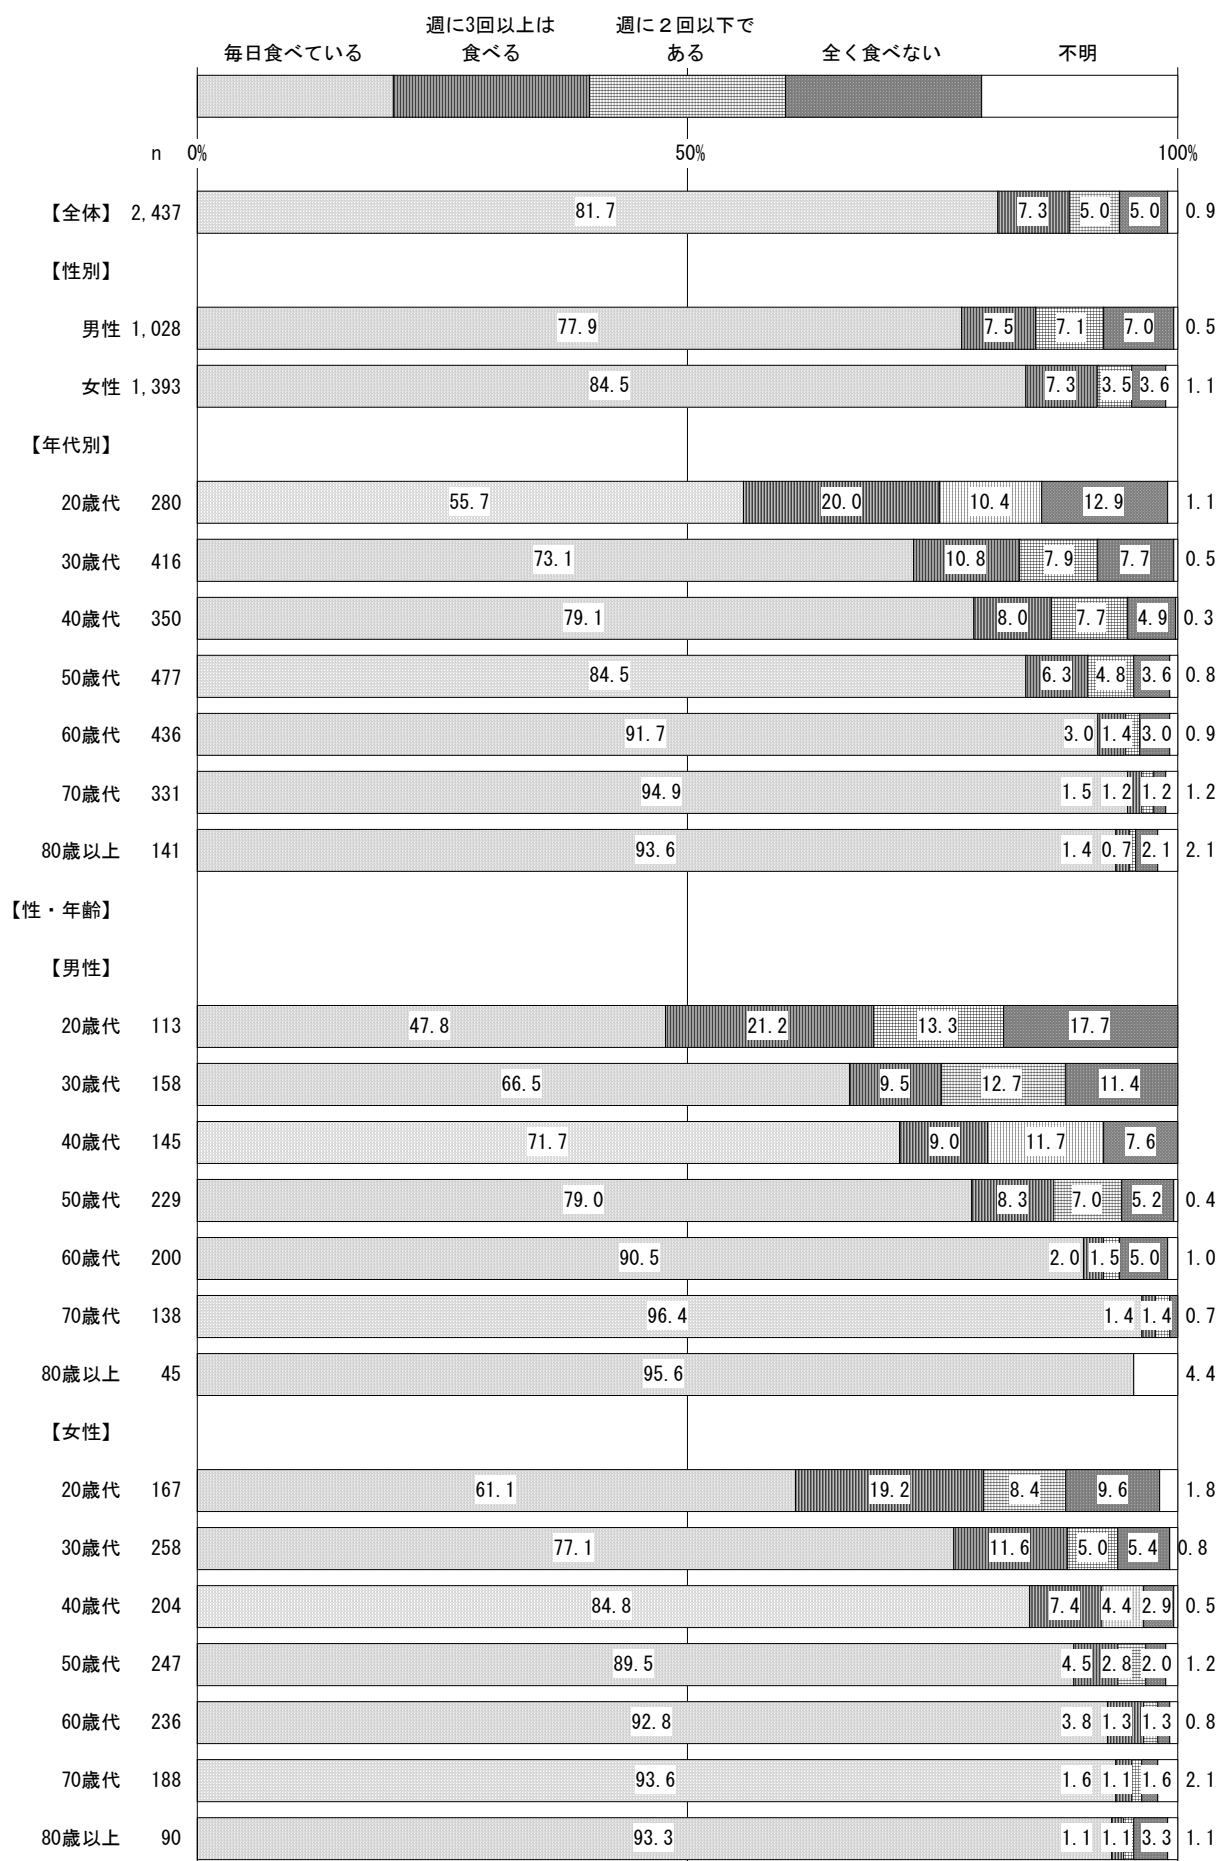 週に3回以上は 週に２回以下で
毎日食べている 食べる ある 全く食べない 不明
n 0% 50% 100%
【全体】 2,437 81.7 7.3 5.0 5.0 0.9
【性別】
男性 1,028 77.9 7.5 7.1 7.0 0.5
女性 1,393 84.5 7.3 3.5 3.6 1.1
【年代別】
20歳代 280 55.7 20.0 10.4 12.9 1.1
30歳代 416 73.1 10.8 7.9 7.7 0.5
40歳代 350 79.1 8.0 7.7 4.9 0.3
50歳代 477 84.5 6.3 4.8 3.6 0.8
60歳代 436 91.7 3.0 1.4 3.0 0.9
70歳代 331 94.9 1.5 1.2 1.2 1.2
80歳以上 141 93.6 1.4 0.7 2.1 2.1
【性・年齢】
【男性】
20歳代 113 47.8 21.2 13.3 17.7
30歳代 158 66.5 9.5 12.7 11.4
40歳代 145 71.7 9.0 11.7 7.6
50歳代 229 79.0 8.3 7.0 5.2 0.4
60歳代 200 90.5 2.0 1.5 5.0 1.0
70歳代 138 96.4 1.4 1.4 0.7
80歳以上 45 95.6 4.4
【女性】
20歳代 167 61.1 19.2 8.4 9.6 1.8
30歳代 258 77.1 11.6 5.0 5.4 0.8
40歳代 204 84.8 7.4 4.4 2.9 0.5
50歳代 247 89.5 4.5 2.8 2.0 1.2
60歳代 236 92.8 3.8 1.3 1.3 0.8
70歳代 188 93.6 1.6 1.1 1.6 2.1
80歳以上 90 93.3 1.1 1.1 3.3 1.1